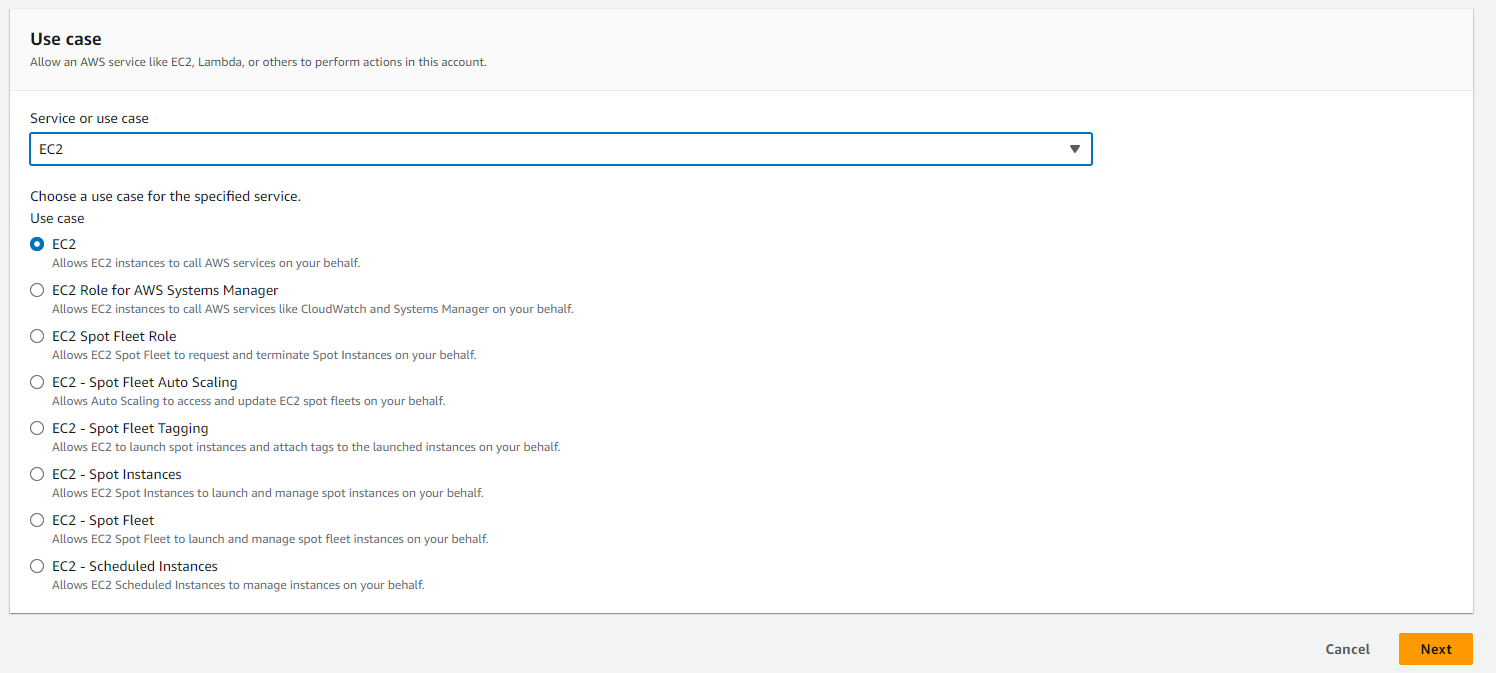 Use case
Allow an AWS service like EC2, Lambda, or others to perform actions in this account.
Service or use case
EC2
Choose a use case for the specified service.
Use case
EC2
Allows EC2 instances to call AWS services on your behalf.
EC2 Role for AWS Systems Manager
Allows EC2 instances to call AWS services like CloudWatch and Systems Manager on your behalf.
EC2 Spot Fleet Role
Allows EC2 Spot Fleet to request and terminate Spot Instances on your behalf.
EC2 - Spot Fleet Auto Scaling
Allows Auto Scaling to access and update EC2 spot fleets on your behalf.
EC2 - Spot Fleet Tagging
Allows EC2 to launch spot instances and attach tags to the launched instances on your behalf.
EC2 - Spot Instances
Allows EC2 Spot Instances to launch and manage spot instances on your behalf.
EC2 - Spot Fleet
Allows EC2 Spot Fleet to launch and manage spot fleet instances on your behalf.
EC2 - Scheduled Instances
Allows EC2 Scheduled Instances to manage instances on your behalf.
Cancel
Next